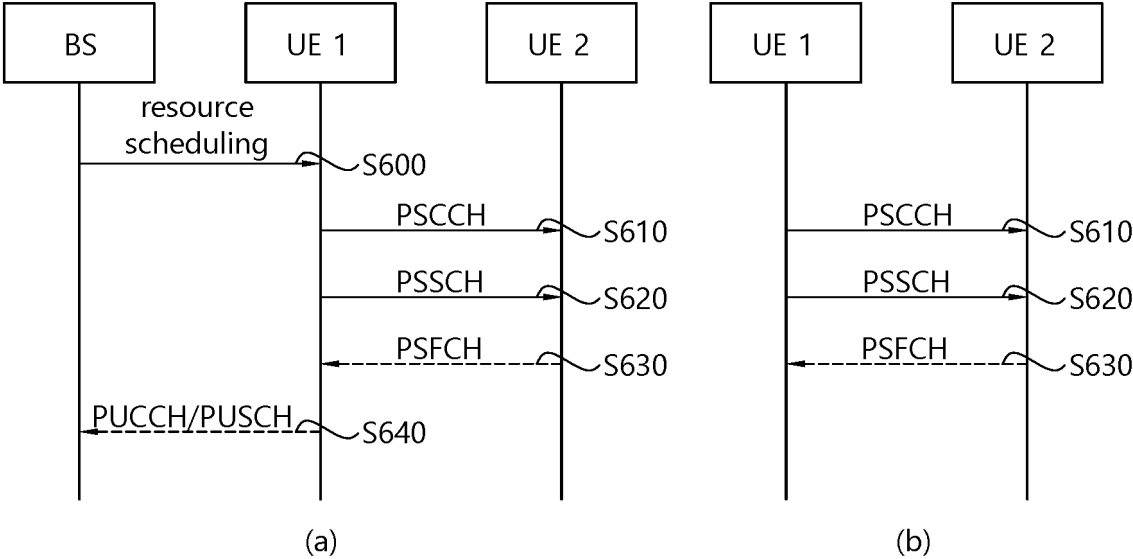 BS
UE 1
UE 2
UE 1
UE 2
resource
scheduling
S600
PSCCH
S610
PSCCH
S610
PSSCH
S620
PSSCH
S620
PSFCH
S630
PSFCH
S630
PUCCH/PUSCH
S640
(a)
(b)